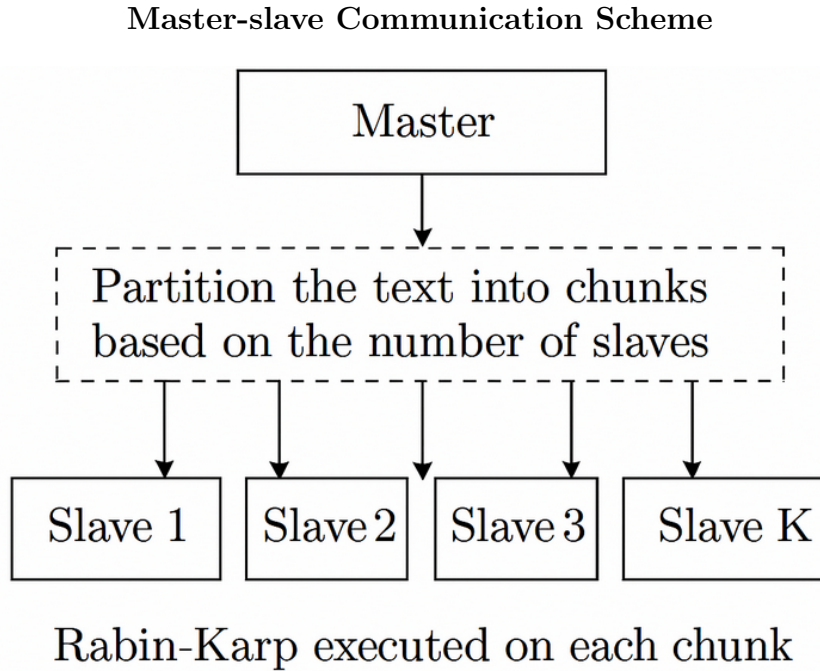 Master-slave Communication Scheme
Master
Partition the text into chunks
based on the number of slaves
Slave 1
Slave 2
Slave 3
Slave K
Rabin-Karp executed on each chunk